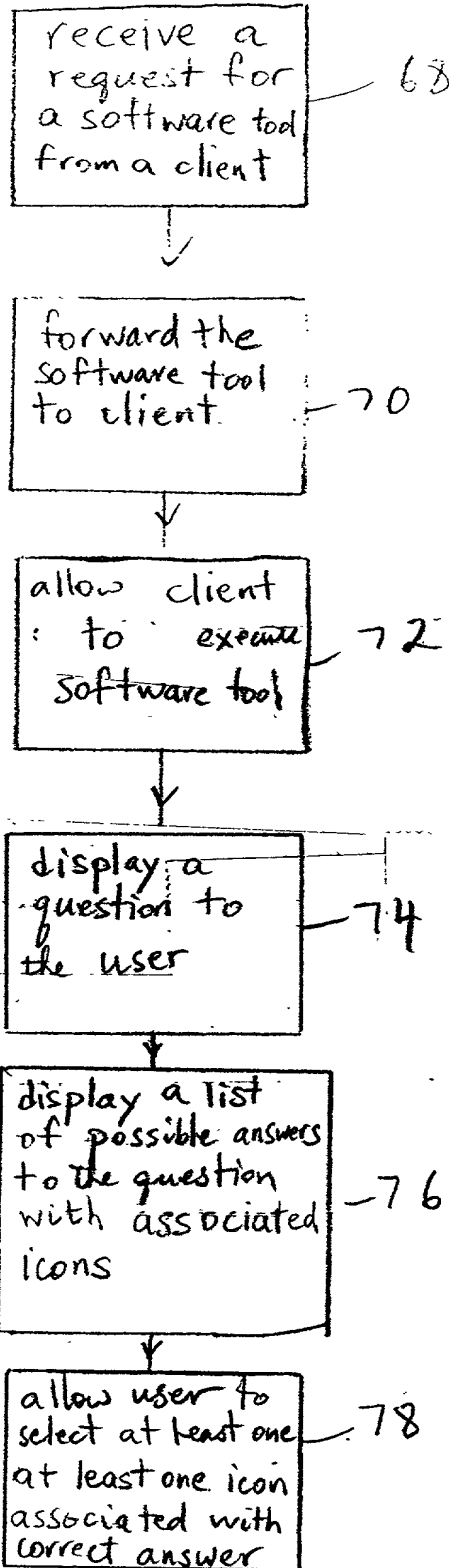 receive a
request for
a software tool
from a client
68
forward the
software tool
to client.
70
allow client
: to execute
software tool
72
display a
question to
the user
74
display a list
of possible answers
to the question
with associated
icons
76
allow user to
select at least one
at least one icon
associated with
correct answer
78